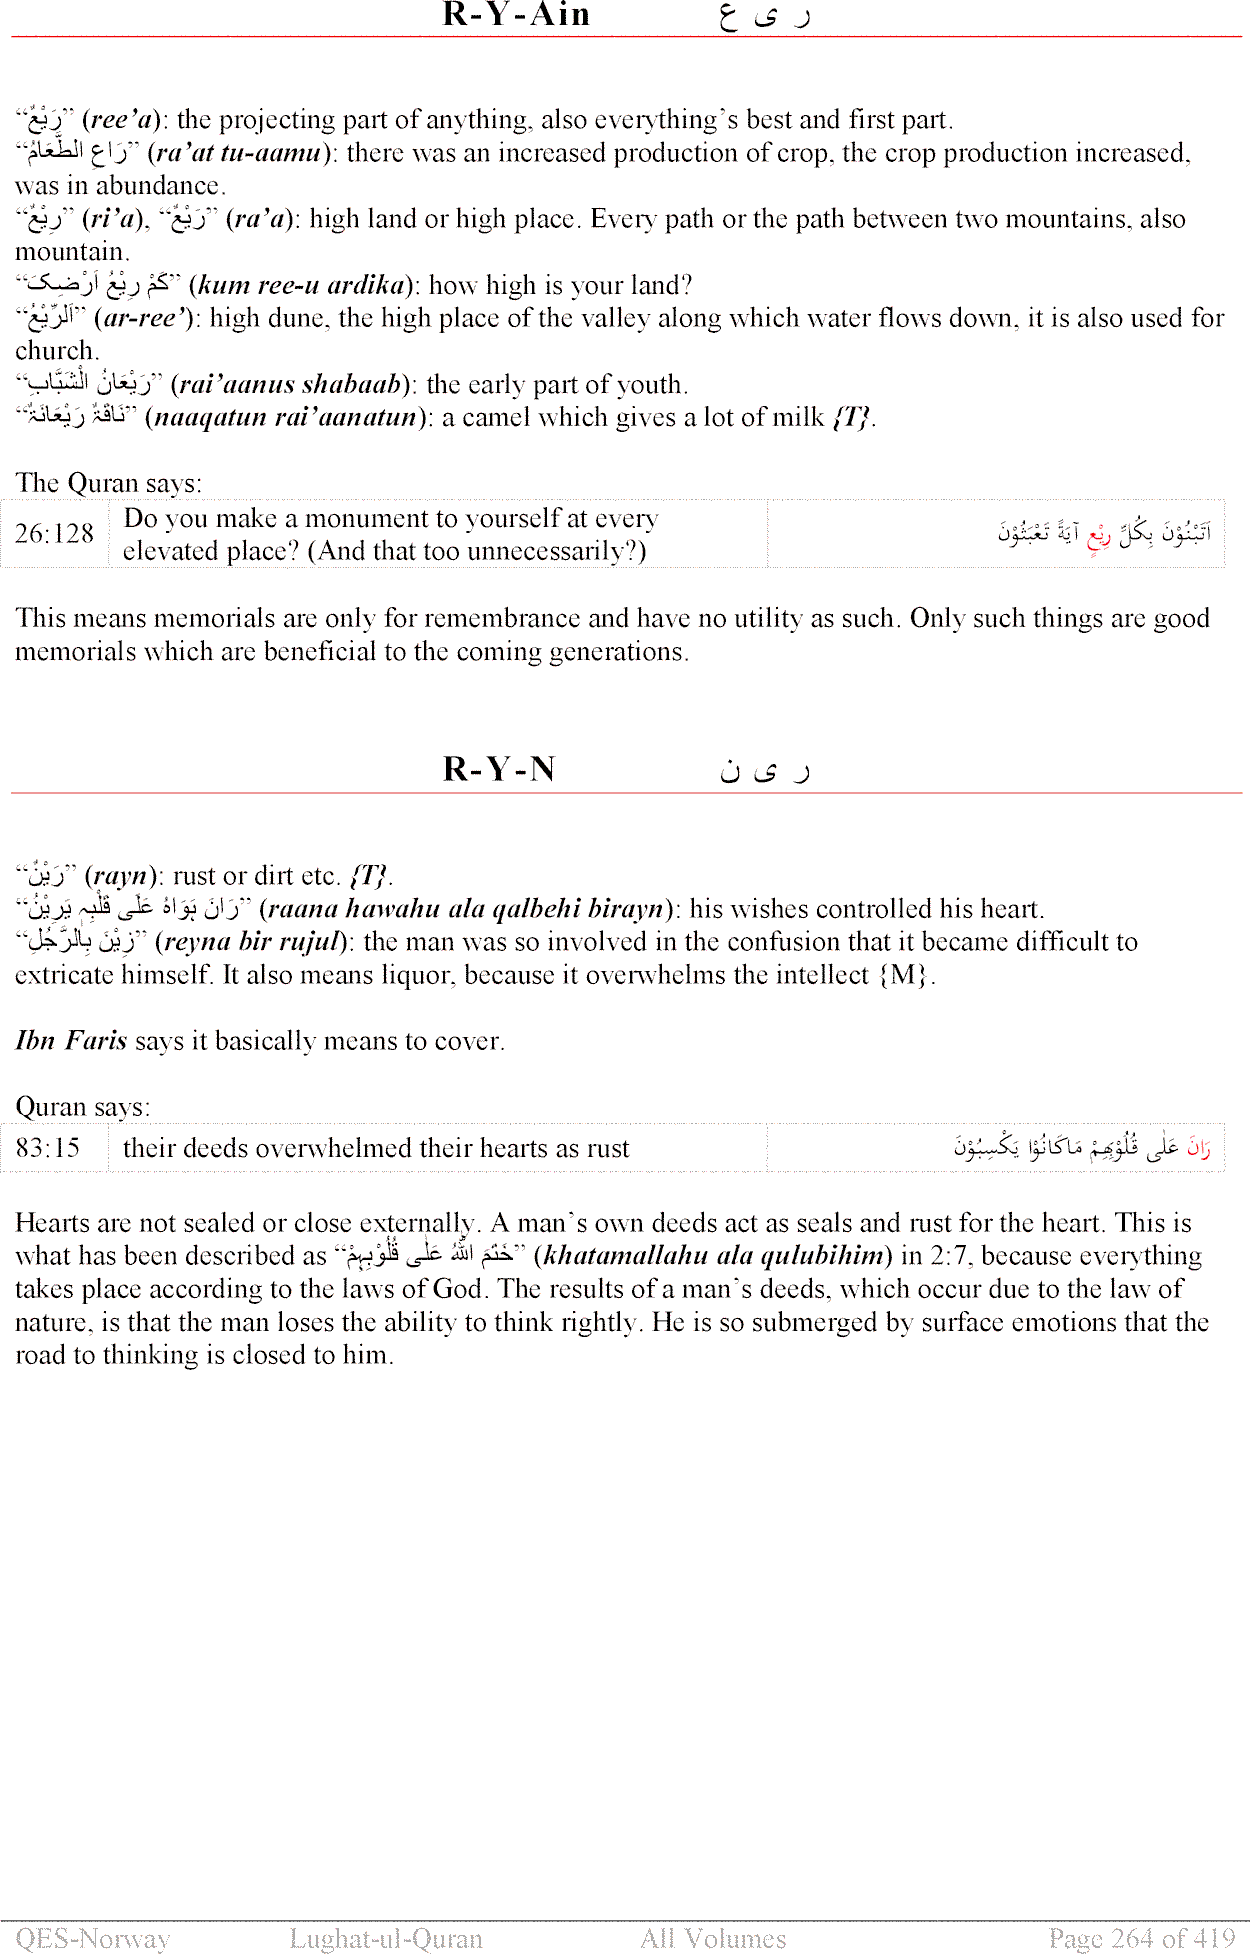 R-Y-Ain ر ی ع
“رَیْعٌ” (ree’a): the projecting part of anything, also everything’s best and first part.
“رَاعِ الطَّعَامُ” (ra’at tu-aamu): there was an increased production of crop, the crop production increased,
was in abundance.
“رِیْعٌ” (ri’a), “رَیْعٌ” (ra’a): high land or high place. Every path or the path between two mountains, also
mountain.
“کَمْ رِیْعُ اَرْضِکَ” (kum ree-u ardika): how high is your land?
“اَلرِّیْعُ” (ar-ree’): high dune, the high place of the valley along which water flows down, it is also used for
church.
“رَیْعَانُ الْشَّبَّابِ” (rai’aanus shabaab): the early part of youth.
“نَاقَۃٌ رَیْعَانَۃٌ” (naaqatun rai’aanatun): a camel which gives a lot of milk {T}.
The Quran says:
26:128 Do you make a monument to yourself at every
elevated place? (And that too unnecessarily?) اَتَبْنُوْنَ بِكُلِّ رِيْعٍ آيَةً تَعْبَثُوْنَ
This means memorials are only for remembrance and have no utility as such. Only such things are good
memorials which are beneficial to the coming generations.
R-Y-N ر ی ن
“رَیْنٌ” (rayn): rust or dirt etc. {T}.
“رَانَ ہَوَاہُ عَلَی قَلْبِہٖ یَرِیْنُ” (raana hawahu ala qalbehi birayn): his wishes controlled his heart.
“رِیْنَ بِالرَّجُلِ” (reyna bir rujul): the man was so involved in the confusion that it became difficult to
extricate himself. It also means liquor, because it overwhelms the intellect {M}.
Ibn Faris says it basically means to cover.
Quran says:
83:15 their deeds overwhelmed their hearts as rust رَانَ عَلٰى قُلُوْبِهِمْ مَاكَانُوْا يَكْسِبُوْنَ
Hearts are not sealed or close externally. A man’s own deeds act as seals and rust for the heart. This is
what has been described as “خَتَمَ اللّٰہُ عَلٰی قُلُوْبِہِمْ” (khatamallahu ala qulubihim) in 2:7, because everything
takes place according to the laws of God. The results of a man’s deeds, which occur due to the law of
nature, is that the man loses the ability to think rightly. He is so submerged by surface emotions that the
road to thinking is closed to him.
QES-Norway Lughat-ul-Quran All Volumes Page 264 of 419